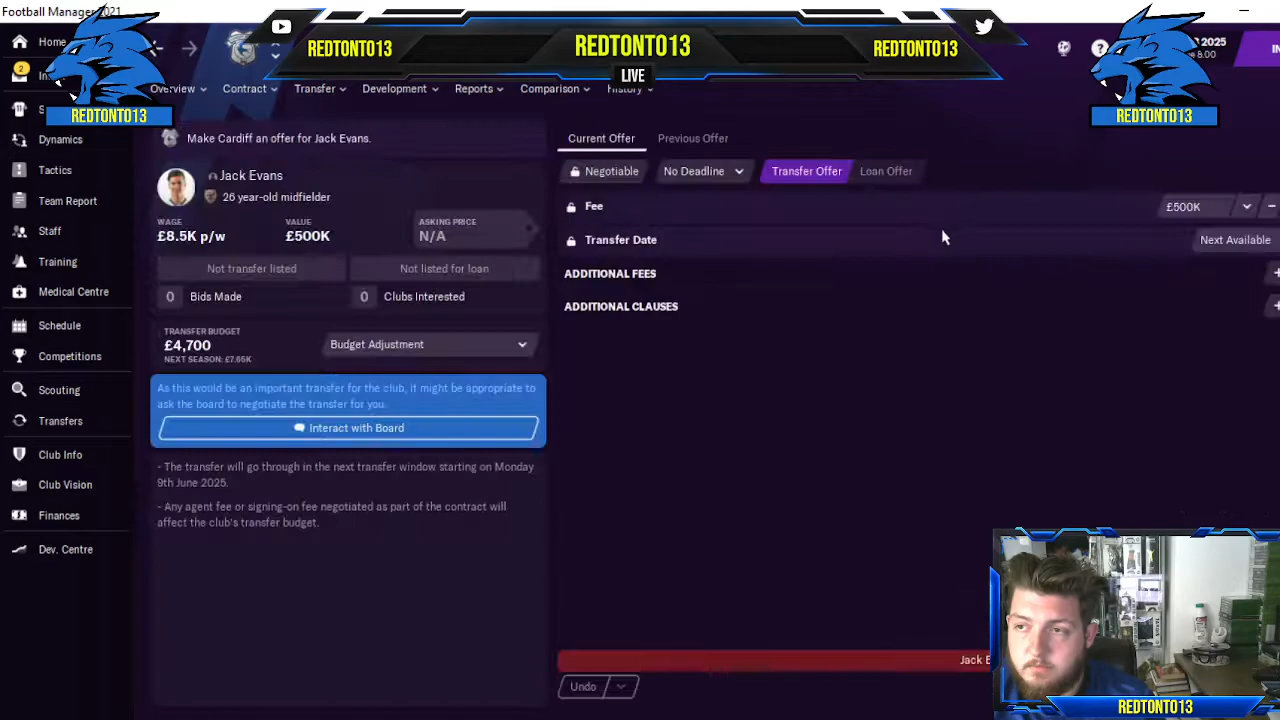 Football Manager 2021
REDTONTO13
REDTONTO13
REDTONTO13
LIVE
REDTONTO13
REDTONTO13
Home
2
2025
8.00
Overview
Contract
Transfer
Development
Reports
Comparison
History
Dynamics
Tactics
Team Report
Staff
Training
Medical Centre
Schedule
Competitions
Scouting
Transfers
Club Info
Club Vision
Finances
Dev. Centre
Make Cardiff an offer for Jack Evans.
Jack Evans
26 year-old midfielder
WAGE
£8.5K p/w
VALUE
£500K
ASKING PRICE
N/A
Not transfer listed
Not listed for loan
0 Bids Made
0 Clubs Interested
TRANSFER BUDGET
£4,700
NEXT SEASON: £7.65K
Budget Adjustment
As this would be an important transfer for the club, it might be appropriate to
ask the board to negotiate the transfer for you.
Interact with Board
- The transfer will go through in the next transfer window starting on Monday
9th June 2025.
- Any agent fee or signing-on fee negotiated as part of the contract will
affect the club's transfer budget.
Current Offer
Previous Offer
Negotiable
No Deadline
Transfer Offer
Loan Offer
Fee
£500K
Transfer Date
Next Available
ADDITIONAL FEES
ADDITIONAL CLAUSES
Jack E
Undo
REDTONTO13